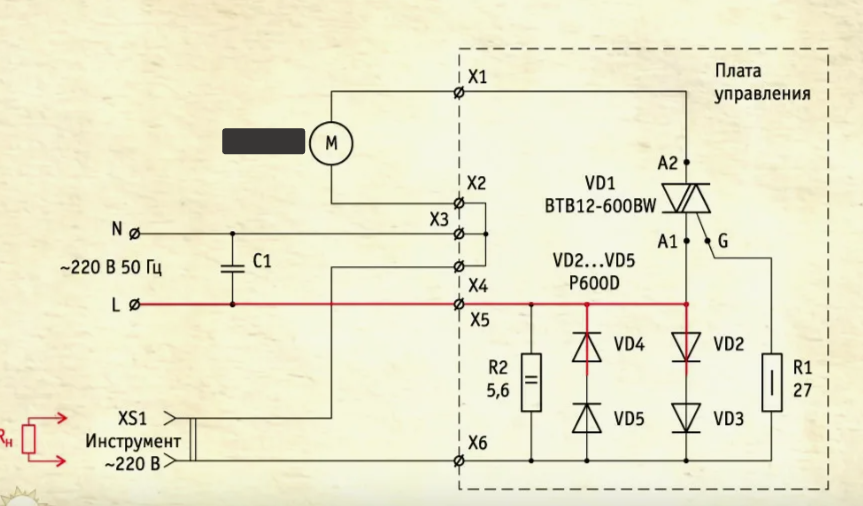 X1
Плата
управления
M
A2
X2
VD1
BTB12-600BW
X3
N
A1
G
~220 В 50 Гц
C1
VD2...VD5
P600D
X4
L
X5
VD4
VD2
R2
5,6
R1
27
XS1
VD5
VD3
Rн
Инструмент
X6
~220 В